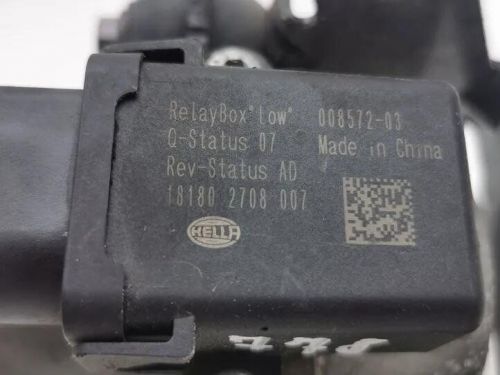 RelayBox"Low" 008572-03
Q-Status 07 Made in China
Rev-Status AD
18180 2708 007
HELLA